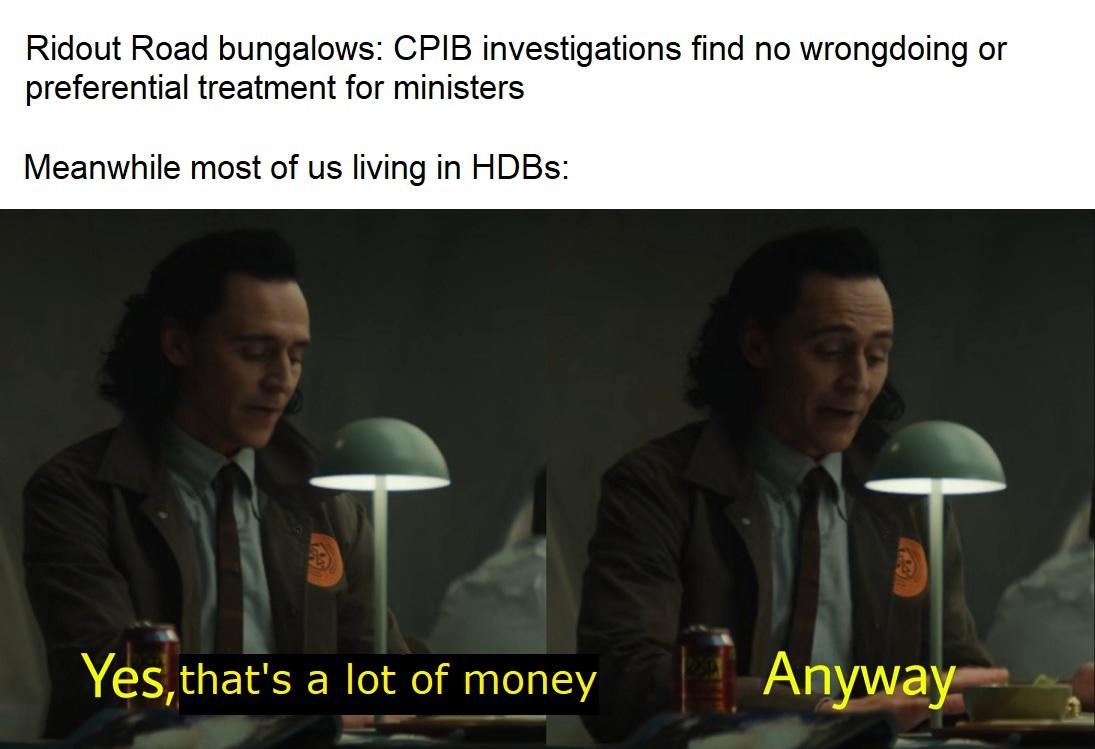 Ridout Road bungalows: CPIB investigations find no wrongdoing or
preferential treatment for ministers
Meanwhile most of us living in HDBs:
Yes, that's a lot of money
Anyway